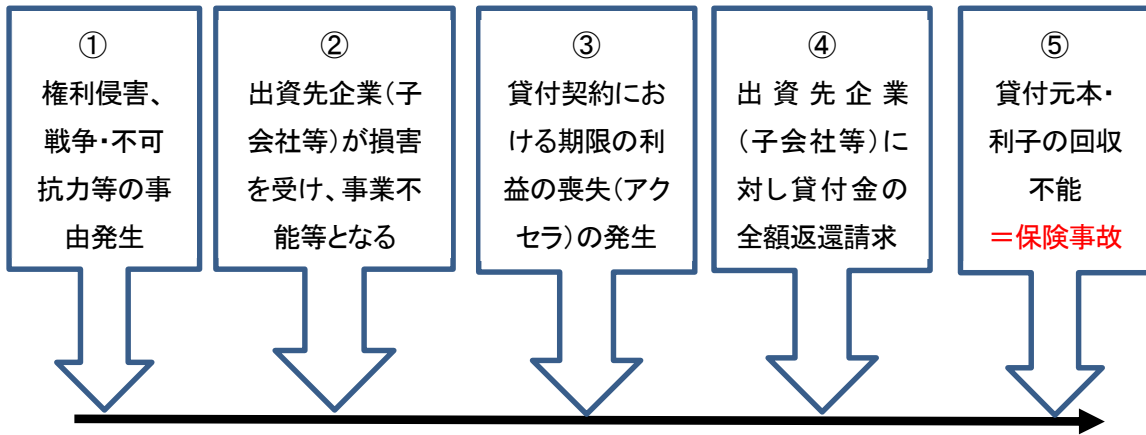 ①
権利侵害、
戦争・不可
抗力等の事
由発生
②
出資先企業(子
会社等)が損害
を受け、事業不
能等となる
③
貸付契約にお
ける期限の利
益の喪失(アク
セラ)の発生
④
出資先企業
(子会社等)に
対し貸付金の
全額返還請求
⑤
貸付元本・
利子の回収
不能
＝保険事故